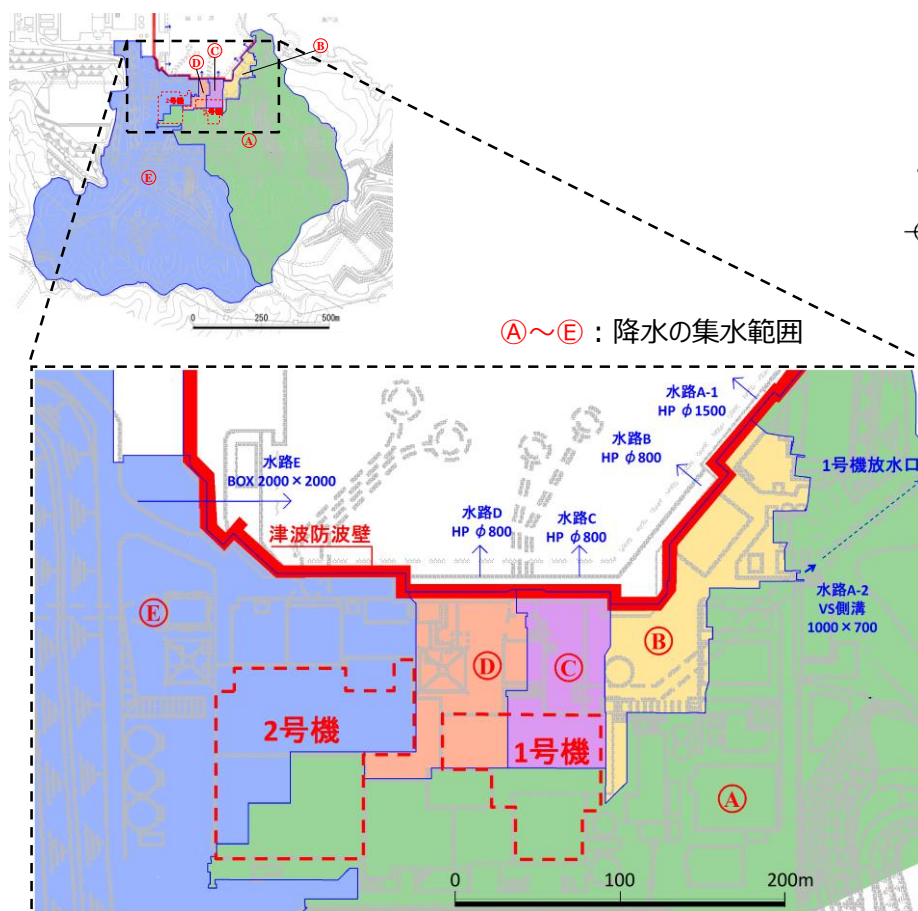 Ⓒ
Ⓑ
Ⓓ
2号機
Ⓐ
Ⓔ
0 250 500m
Ⓐ～Ⓔ：降水の集水範囲
水路A-1
HP φ1500
水路B
HP φ800
水路E
BOX 2000×2000
1号機放水口
水路D
HP φ800
水路C
HP φ800
津波防波壁
水路A-2
VS側溝
1000×700
Ⓔ
Ⓓ
Ⓒ
Ⓑ
2号機
1号機
Ⓐ
0 100 200m